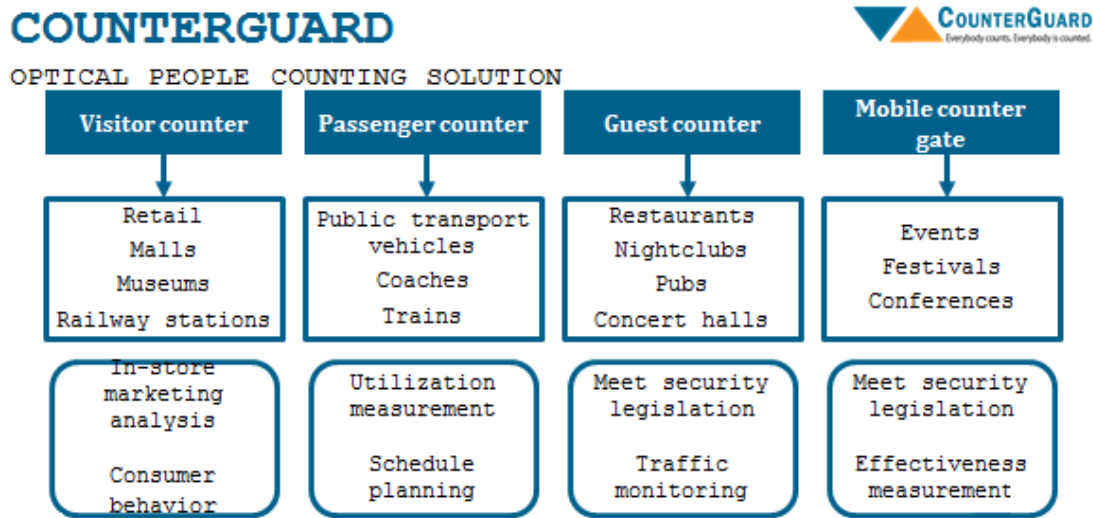 COUNTERGUARD
COUNTERGUARD
Everybody counts. Everybody is counted.
OPTICAL PEOPLE COUNTING SOLUTION
Visitor counter
Retail
Malls
Museums
Railway stations
In-store
marketing
analysis
Consumer
behavior
Passenger counter
Public transport
vehicles
Coaches
Trains
Utilization
measurement
Schedule
planning
Guest counter
Restaurants
Nightclubs
Pubs
Concert halls
Meet security
legislation
Traffic
monitoring
Mobile counter
gate
Events
Festivals
Conferences
Meet security
legislation
Effectiveness
measurement